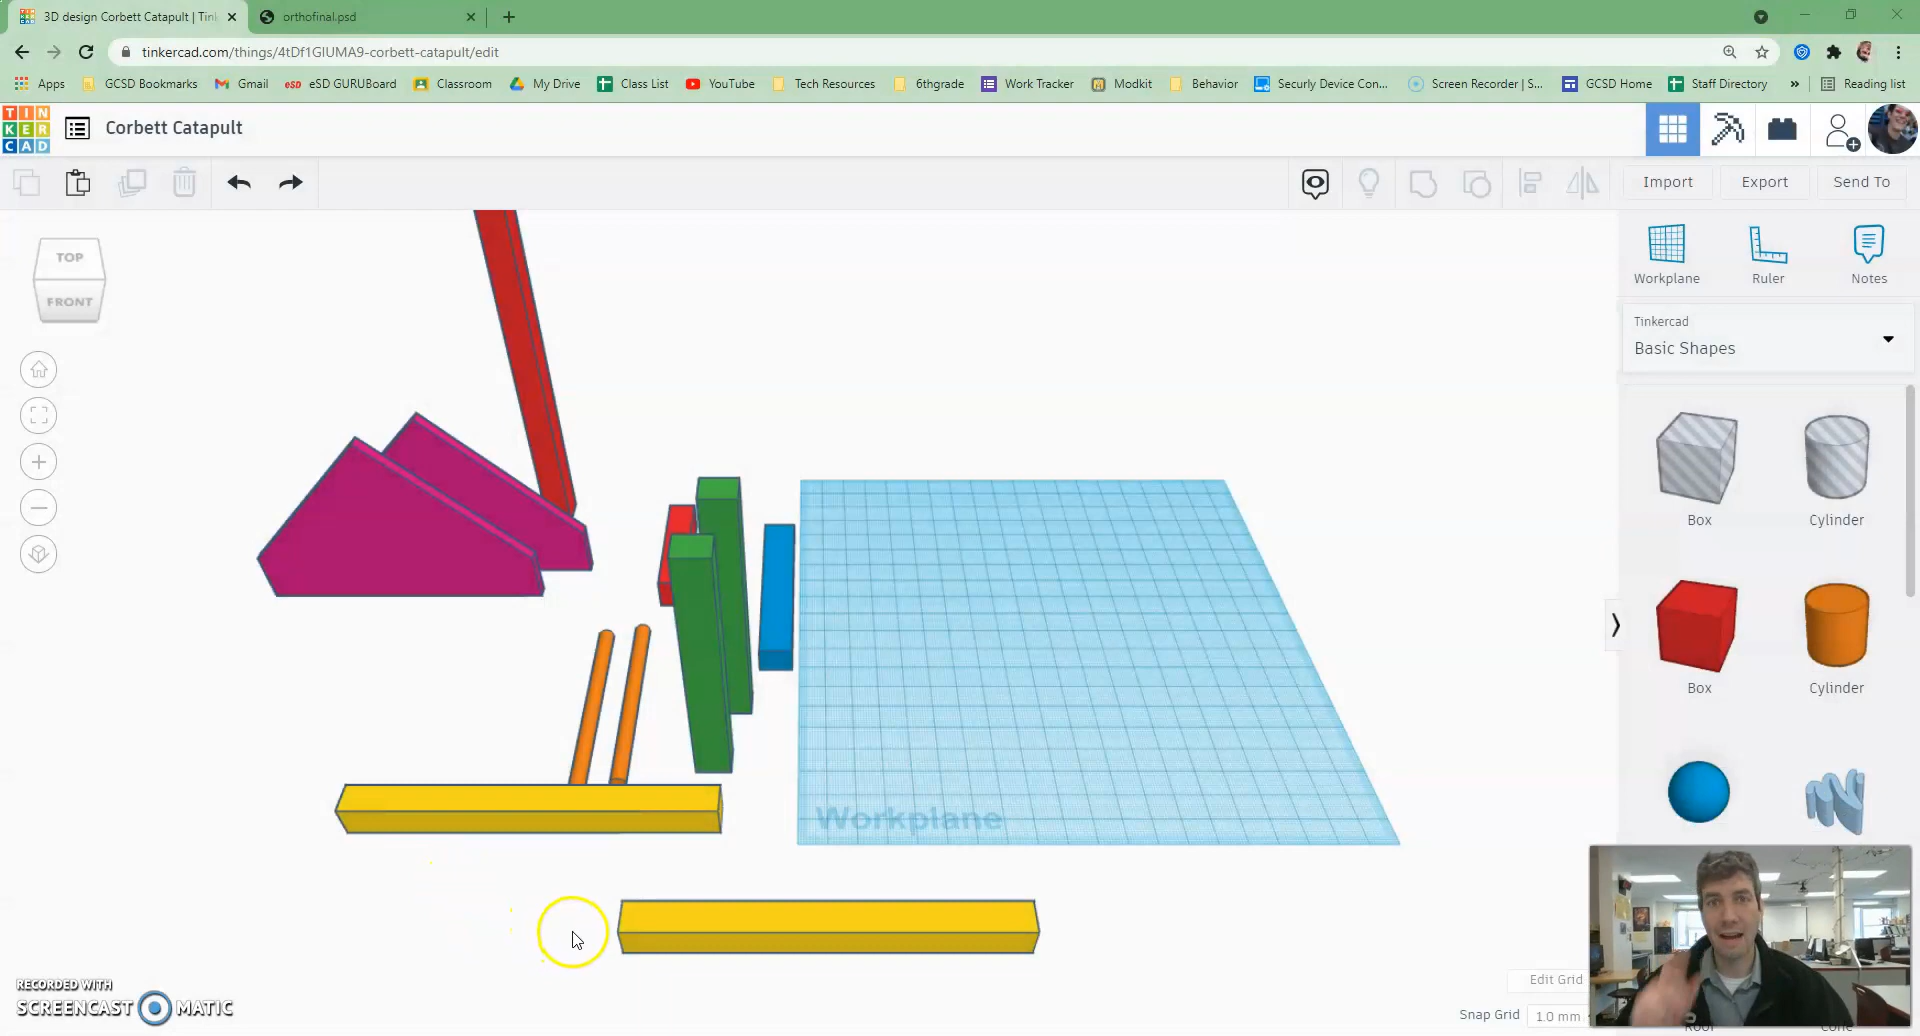 3D design Corbett Catapult | Tin
orthofinal.psd
tinkercad.com/things/4tDf1GIUMA9-corbett-catapult/edit
Apps
GCSD Bookmarks
Gmail
eSD
eSD GURUBoard
Classroom
My Drive
Class List
YouTube
Tech Resources
6thgrade
Work Tracker
Modkit
Behavior
Securly Device Con...
Screen Recorder | S...
GCSD Home
Staff Directory
»
Reading list
TIN
KER
CAD
Corbett Catapult
Import
Export
Send To
TOP
FRONT
Workplane
Ruler
Notes
Tinkercad
Basic Shapes
Box
Cylinder
Box
Cylinder
Workplane
Edit Grid
Snap Grid
1.0 mm
RECORDED WITH
SCREENCAST MATIC